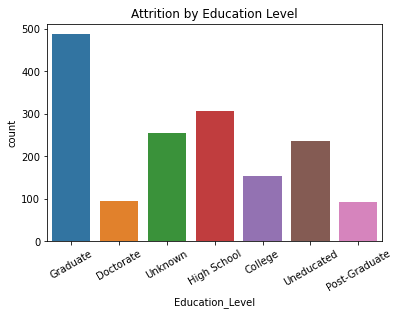 Attrition by Education Level
500
400
300
200
100
0
count
Graduate
Doctorate
Unknown
High School
College
Uneducated
Post-Graduate
Education_Level